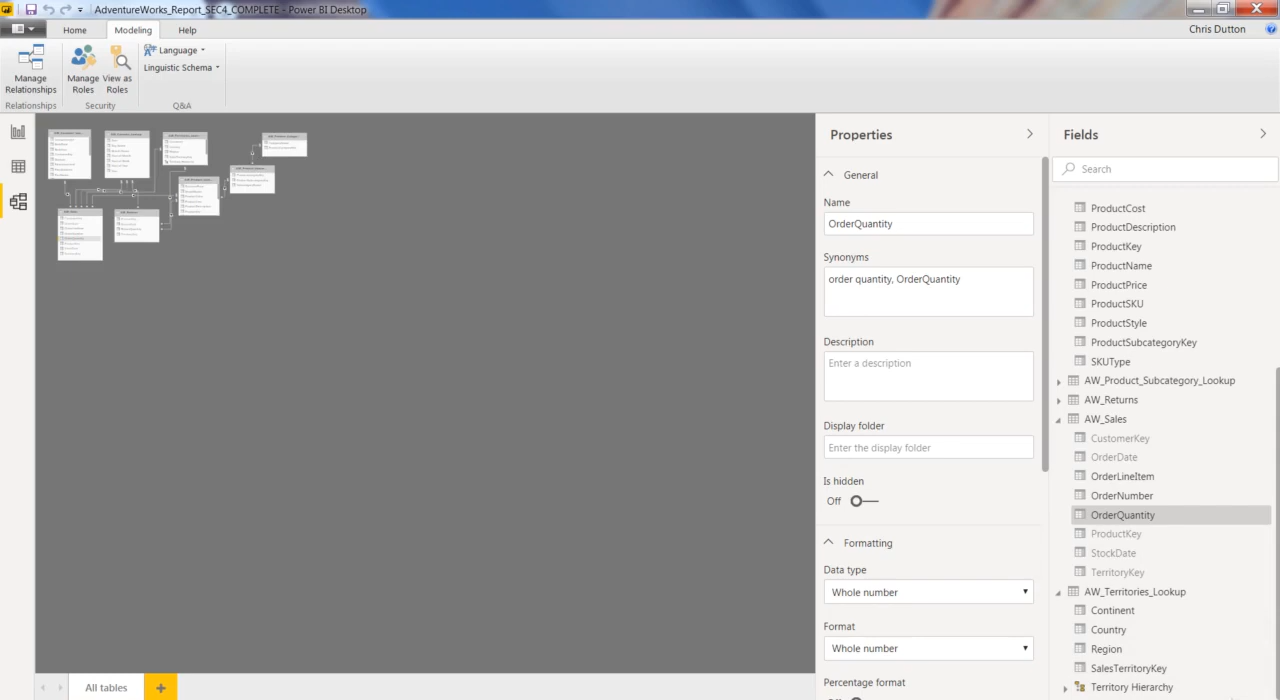 AdventureWorks_Report_SEC4_COMPLETE - Power BI Desktop
Home
Modeling
Help
Chris Dutton
Manage Relationships
Manage Roles
View as Roles
Language
Linguistic Schema
Relationships
Security
Q&A
Properties
General
Name
OrderQuantity
Synonyms
order quantity, OrderQuantity
Description
Enter a description
Display folder
Enter the display folder
Is hidden
Off
Formatting
Data type
Whole number
Format
Whole number
Percentage format
Fields
Search
ProductCost
ProductDescription
ProductKey
ProductName
ProductPrice
ProductSKU
ProductStyle
ProductSubcategoryKey
SKUType
AW_Product_Subcategory_Lookup
AW_Returns
AW_Sales
CustomerKey
OrderDate
OrderLineItem
OrderNumber
OrderQuantity
ProductKey
StockDate
TerritoryKey
AW_Territories_Lookup
Continent
Country
Region
SalesTerritoryKey
Territory Hierarchy
All tables